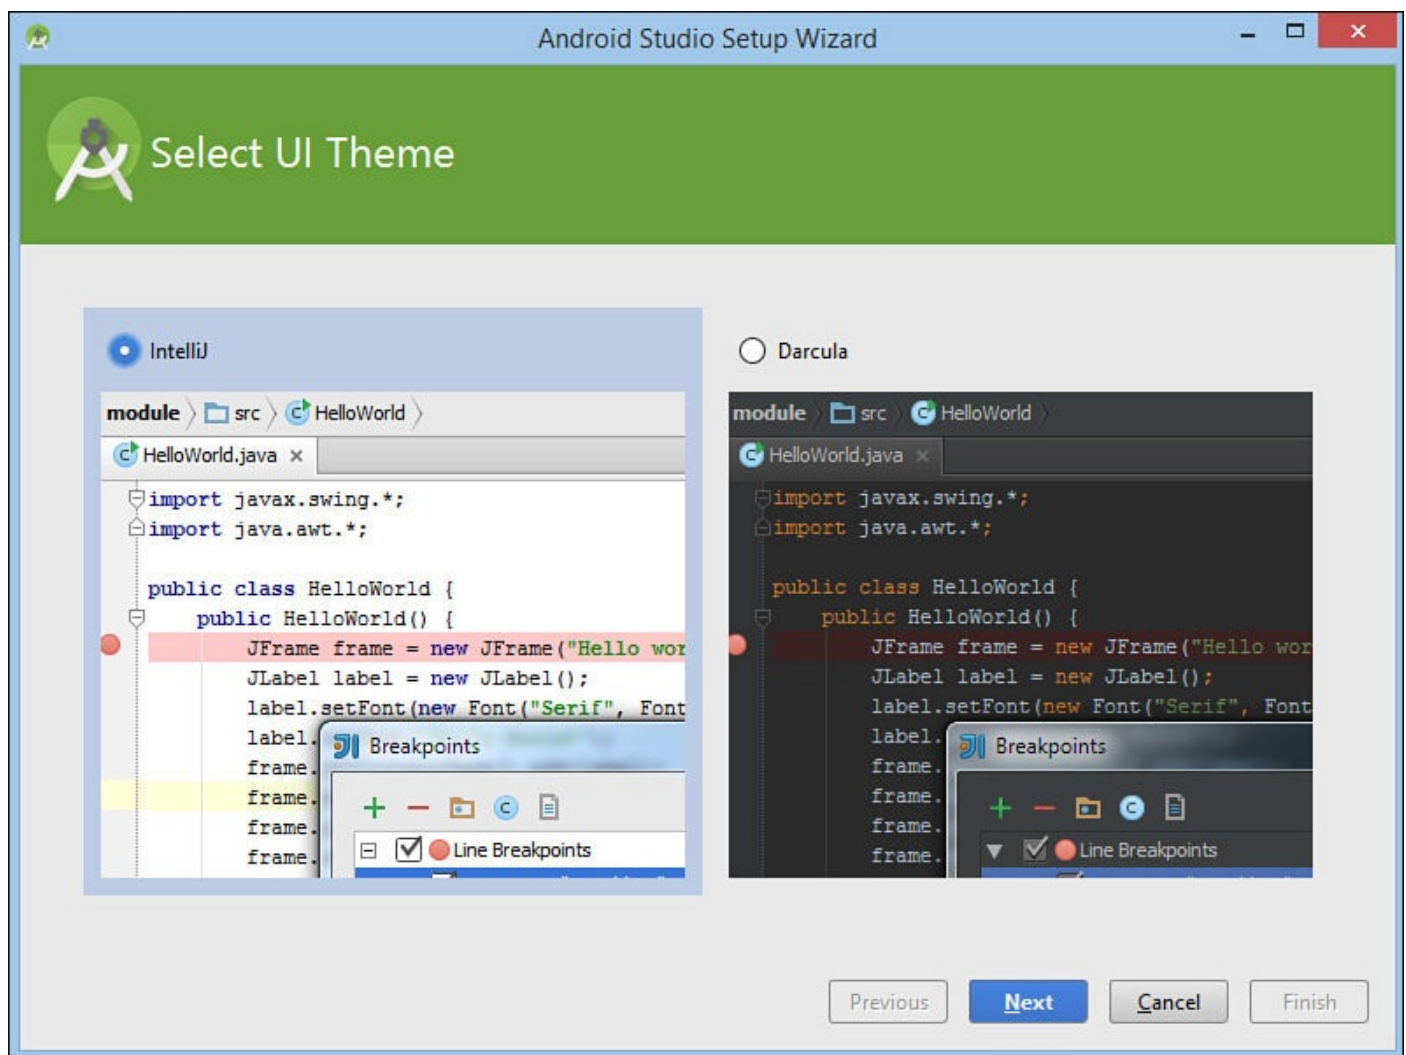 Android Studio Setup Wizard
Select UI Theme
IntelliJ
module src HelloWorld
HelloWorld.java
import javax.swing.*;
import java.awt.*;
public class HelloWorld {
public HelloWorld() {
JFrame frame = new JFrame("Hello wor
JLabel label = new JLabel();
label.setFont(new Font("Serif", Font
label.
frame.
frame.
frame.
frame.
Breakpoints
Line Breakpoints
Darcula
module src HelloWorld
HelloWorld.java
import javax.swing.*;
import java.awt.*;
public class HelloWorld {
public HelloWorld() {
JFrame frame = new JFrame("Hello wor
JLabel label = new JLabel();
label.setFont(new Font("Serif", Font
label.
frame.
frame.
frame.
frame.
Breakpoints
Line Breakpoints
Previous Next Cancel Finish